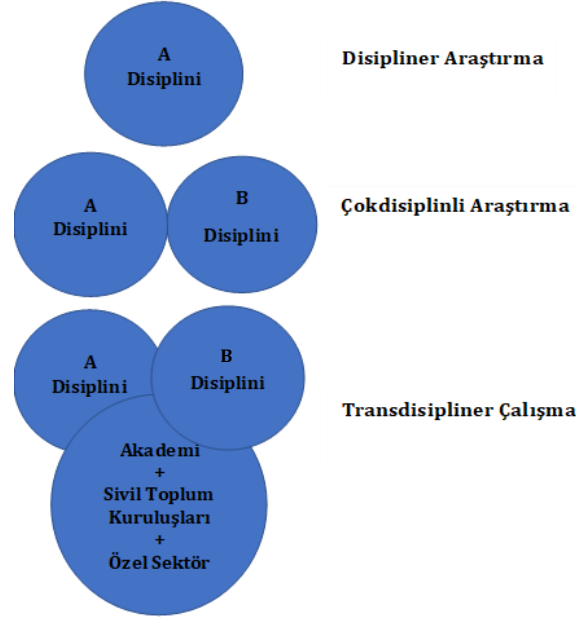 A
Disiplini
Disipliner Araştırma
A
Disiplini
B
Disiplini
Çokdisiplinli Araştırma
A
Disiplini
B
Disiplini
Transdisipliner Çalışma
Akademi
+
Sivil Toplum
Kuruluşları
+
Özel Sektör